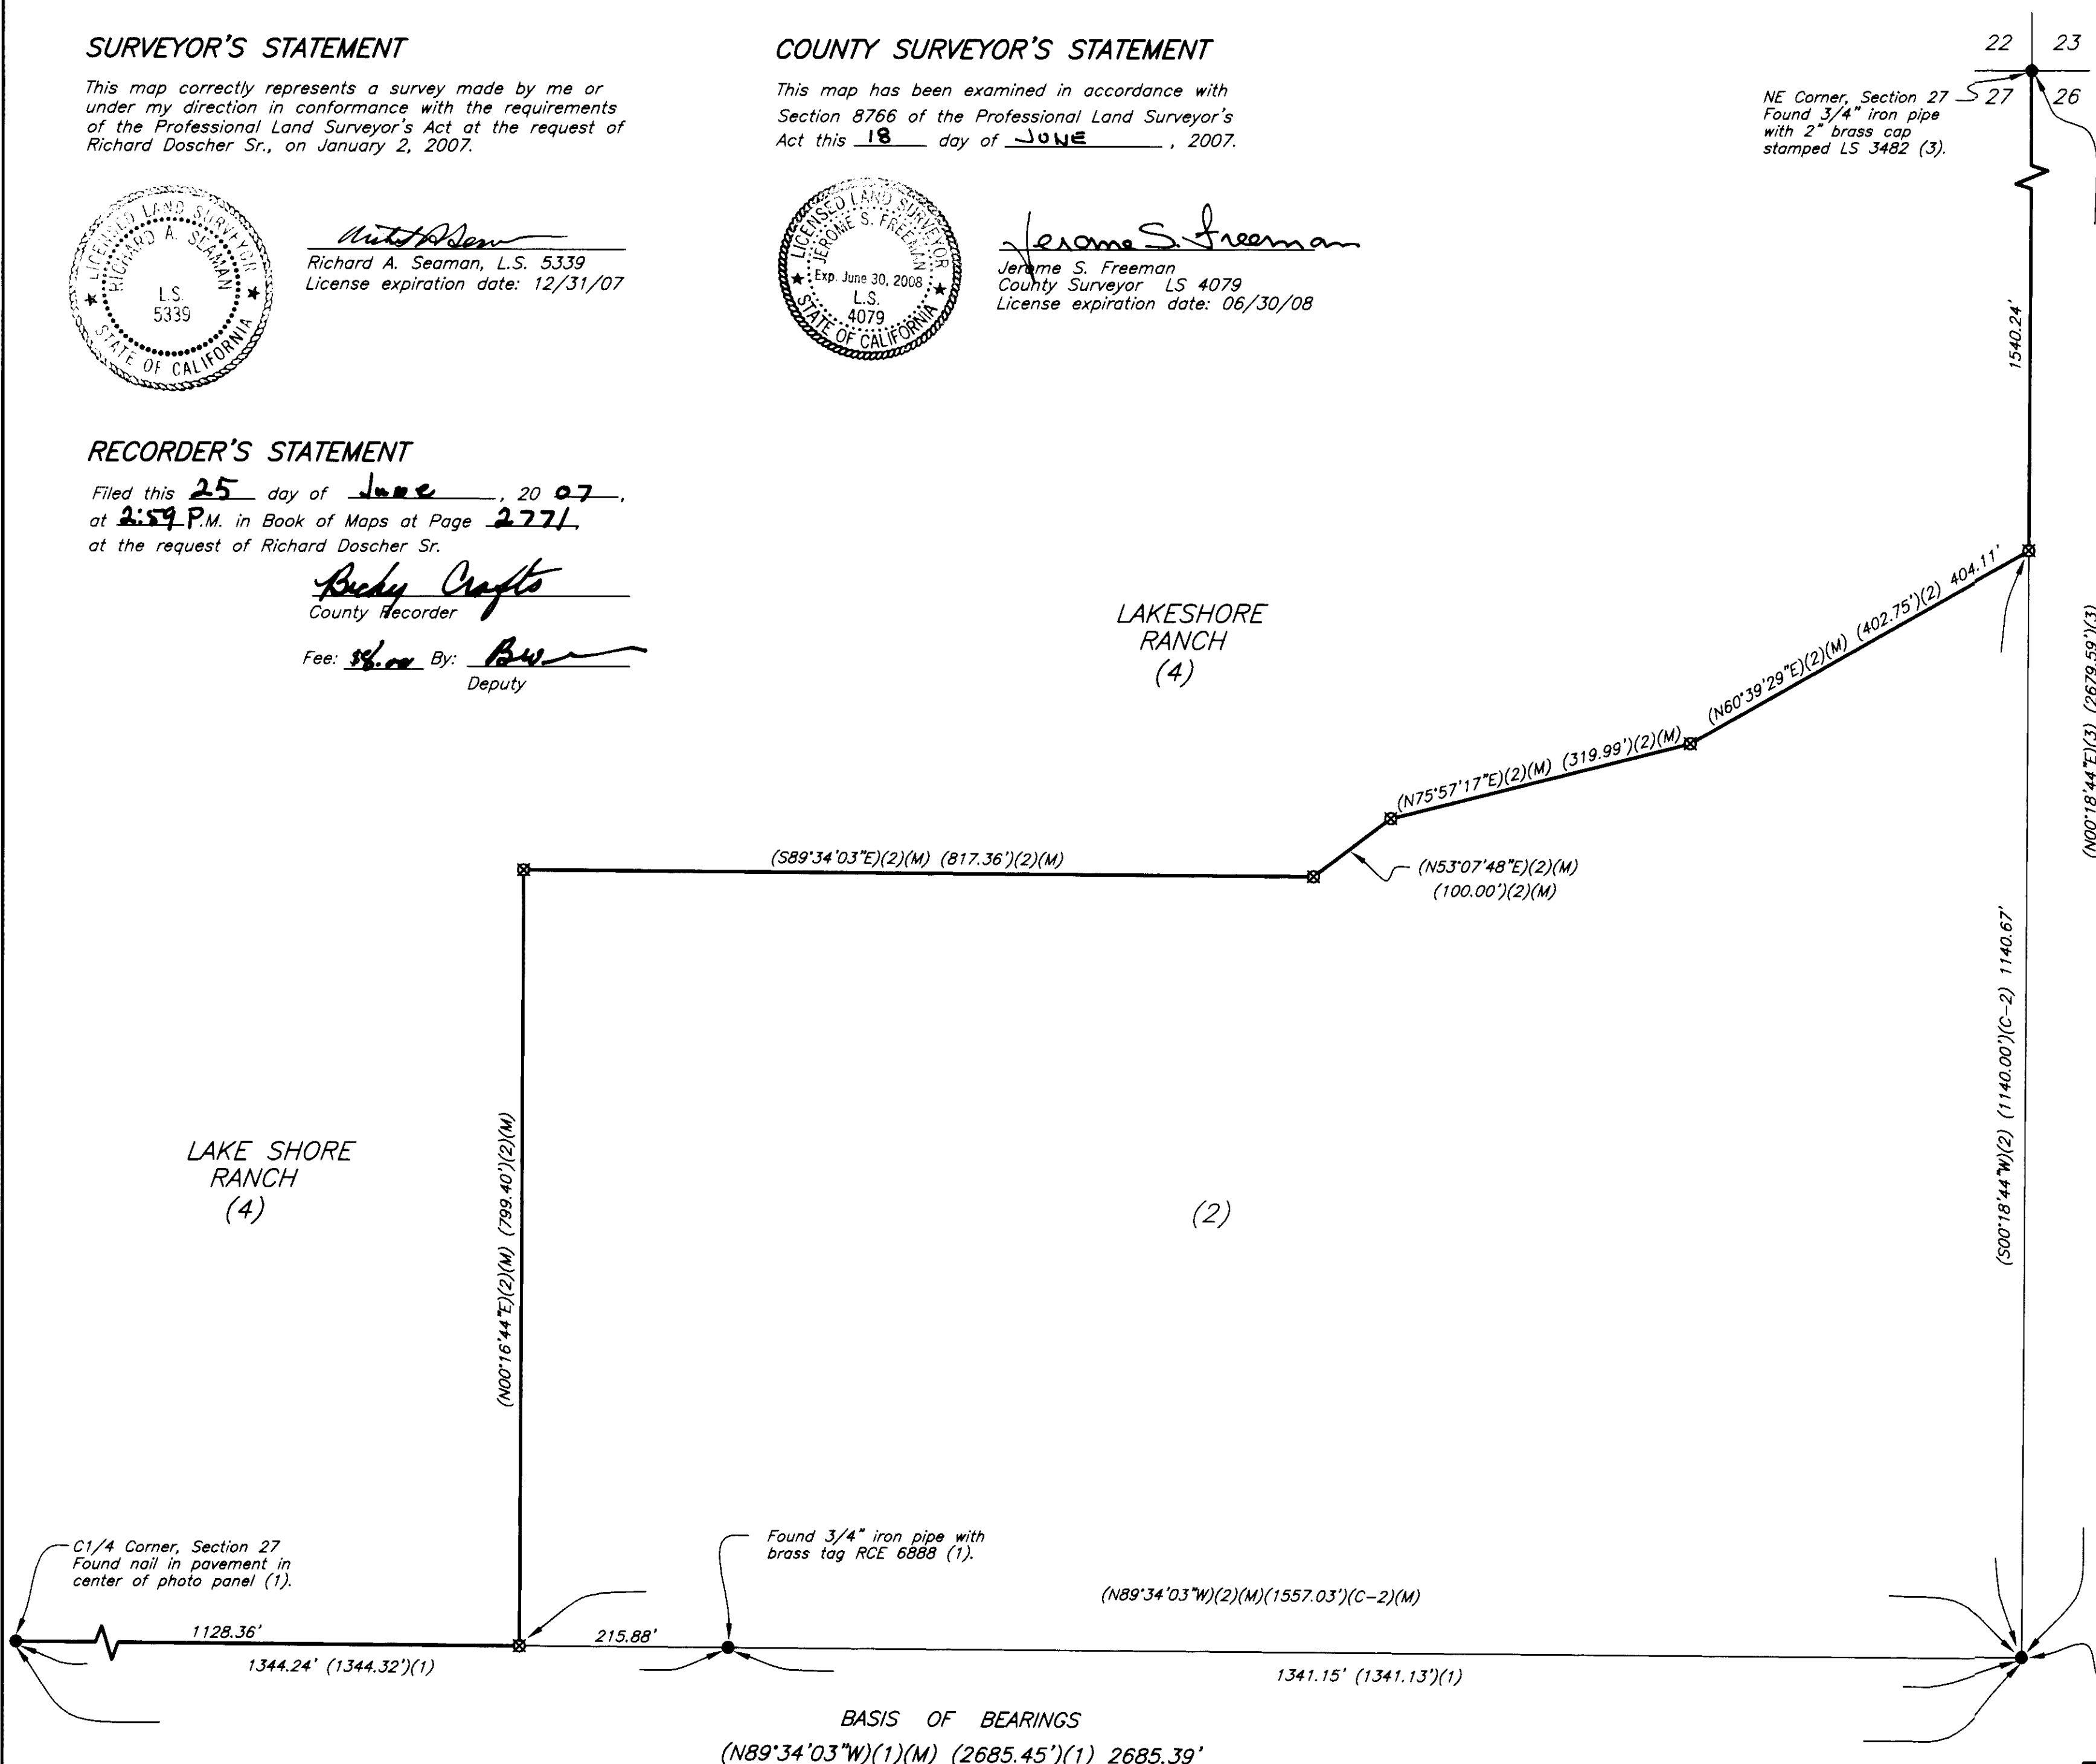 SURVEYOR'S STATEMENT
This map correctly represents a survey made by me or
under my direction in conformance with the requirements
of the Professional Land Surveyor's Act at the request of
Richard Doscher Sr., on January 2, 2007.
LICENSED LAND SURVEYOR
RICHARD A. SEAMAN
L.S.
5339
STATE OF CALIFORNIA
Richard A. Seaman, L.S. 5339
License expiration date: 12/31/07
COUNTY SURVEYOR'S STATEMENT
This map has been examined in accordance with
Section 8766 of the Professional Land Surveyor's
Act this 18 day of JUNE, 2007.
LICENSED LAND SURVEYOR
JEROME S. FREEMAN
Exp. June 30, 2008
L.S.
4079
STATE OF CALIFORNIA
Jerome S. Freeman
Jerome S. Freeman
County Surveyor LS 4079
License expiration date: 06/30/08
22 23
27 26
NE Corner, Section 27
Found 3/4" iron pipe
with 2" brass cap
stamped LS 3482 (3).
RECORDER'S STATEMENT
Filed this 25 day of June, 20 07,
at 2:59 P.M. in Book of Maps at Page 2771,
at the request of Richard Doscher Sr.
Becky Crafts
County Recorder
Fee: By:
Deputy
1540.24'
LAKESHORE
RANCH
(4)
(N60°39'29"E)(2)(M) (402.75')(2) 404.11'
(N75°57'17"E)(2)(M) (319.99')(2)(M)
(N53°07'48"E)(2)(M)
(100.00')(2)(M)
(S89°34'03"E)(2)(M) (817.36')(2)(M)
(N00°18'44"E)(3) (2679.59')(3)
(S00°18'44"W)(2) (1140.00')(C-2) 1140.67'
(N00°16'44"E)(2)(M) (799.40')(2)(M)
LAKE SHORE
RANCH
(4)
(2)
C1/4 Corner, Section 27
Found nail in pavement in
center of photo panel (1).
Found 3/4" iron pipe with
brass tag RCE 6888 (1).
(N89°34'03"W)(2)(M)(1557.03')(C-2)(M)
1128.36'
215.88'
1344.24' (1344.32')(1)
1341.15' (1341.13')(1)
BASIS OF BEARINGS
(N89°34'03"W)(1)(M) (2685.45')(1) 2685.39'